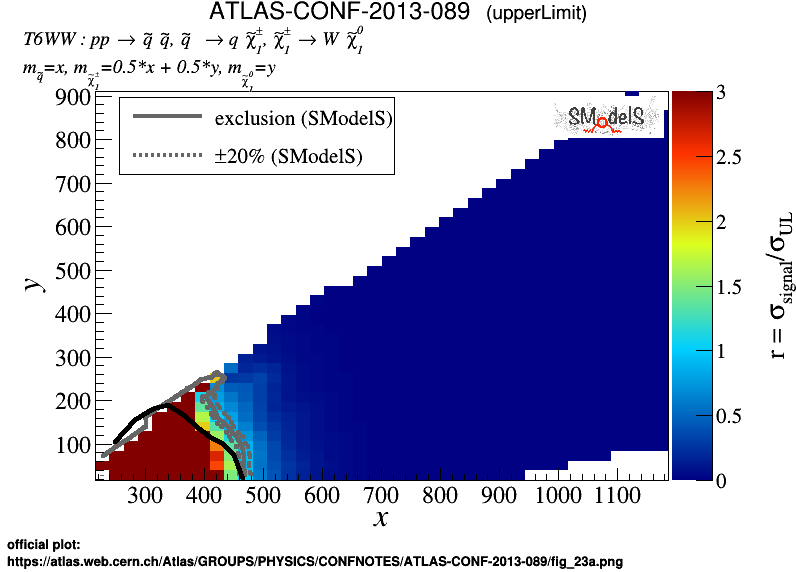 ATLAS-CONF-2013-089 (upperLimit)
T6WW : pp → q̃ q̃, q̃ → q χ̃₁±, χ̃₁± → W χ̃₁⁰
m_q̃=x, m_χ̃₁±=0.5*x + 0.5*y, m_χ̃₁⁰=y
exclusion (SModelS)
±20% (SModelS)
SModelS
900
800
700
600
500
400
300
200
100
y
300 400 500 600 700 800 900 1000 1100
x
3
2.5
2
1.5
1
0.5
0
r = σ_signal/σ_UL
official plot:
https://atlas.web.cern.ch/Atlas/GROUPS/PHYSICS/CONFNOTES/ATLAS-CONF-2013-089/fig_23a.png